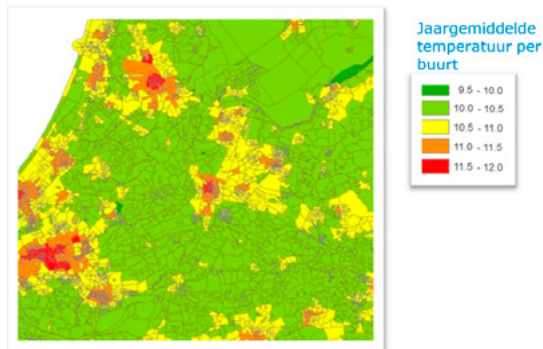 Jaargemiddelde
temperatuur per
buurt
9.5 - 10.0
10.0 - 10.5
10.5 - 11.0
11.0 - 11.5
11.5 - 12.0